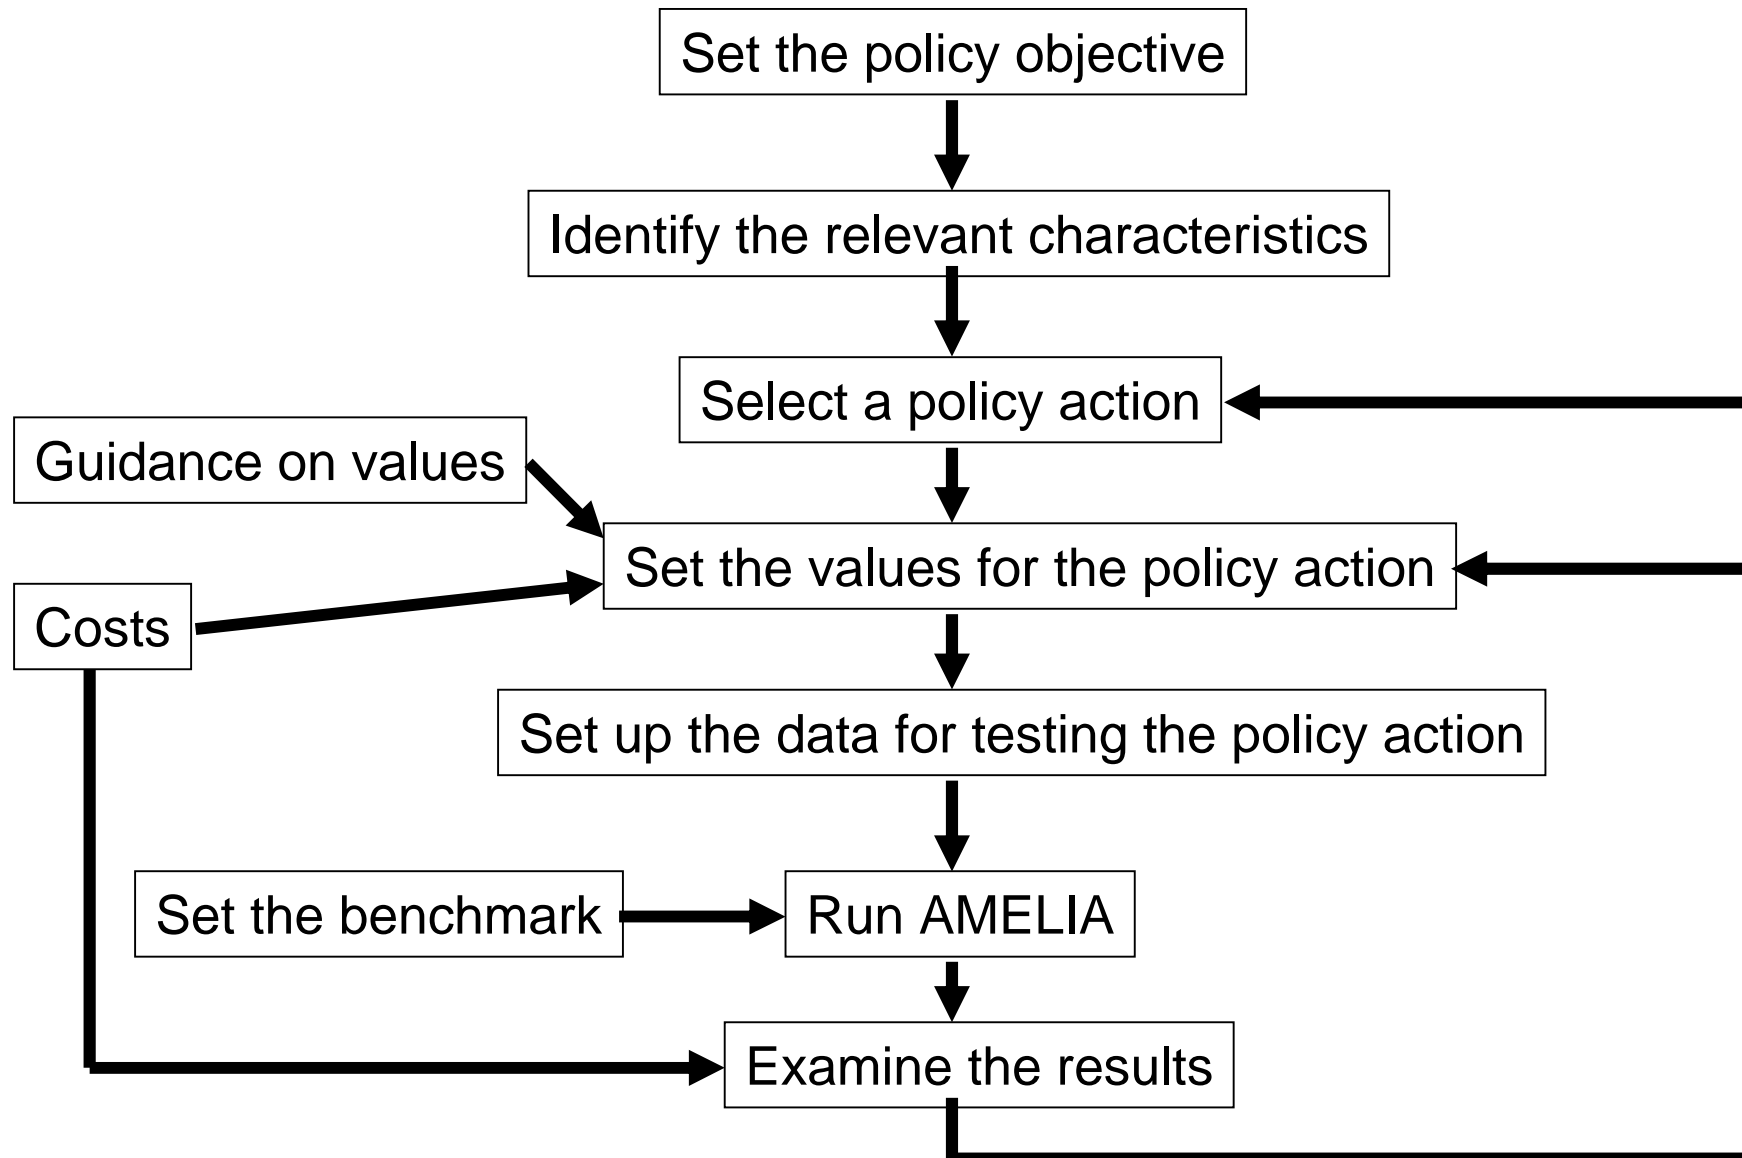 Set the policy objective
Identify the relevant characteristics
Select a policy action
Guidance on values
Set the values for the policy action
Costs
Set up the data for testing the policy action
Set the benchmark
Run AMELIA
Examine the results